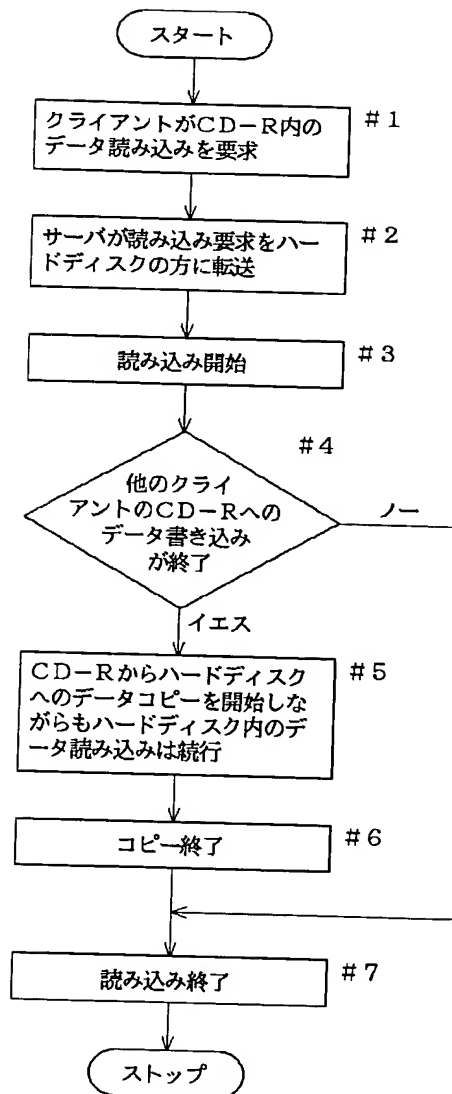 スタート
クライアントがCD－R内の
データ読み込みを要求
＃1
サーバが読み込み要求をハー
ドディスクの方に転送
＃2
読み込み開始
＃3
＃4
他のクライ
アントのCD－Rへの
データ書き込み
が終了
ノー
イエス
CD－Rからハードディスク
へのデータコピーを開始しな
がらもハードディスク内のデ
ータ読み込みは続行
＃5
コピー終了
＃6
読み込み終了
＃7
ストップ